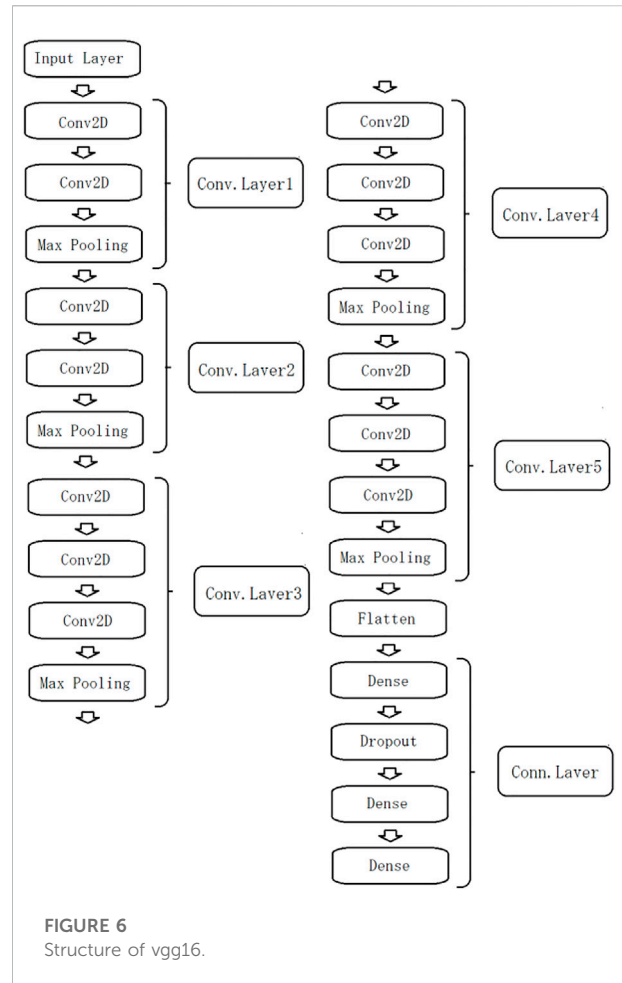 Input Layer
Conv2D
Conv2D
Max Pooling
Conv.Layer1
Conv2D
Conv2D
Max Pooling
Conv.Laver2
Conv2D
Conv2D
Conv2D
Max Pooling
Conv.Laver3
Conv2D
Conv2D
Conv2D
Max Pooling
Conv.Laver4
Conv2D
Conv2D
Conv2D
Max Pooling
Conv.Laver5
Flatten
Dense
Dropout
Dense
Dense
Conn.Laver
FIGURE 6
Structure of vgg16.